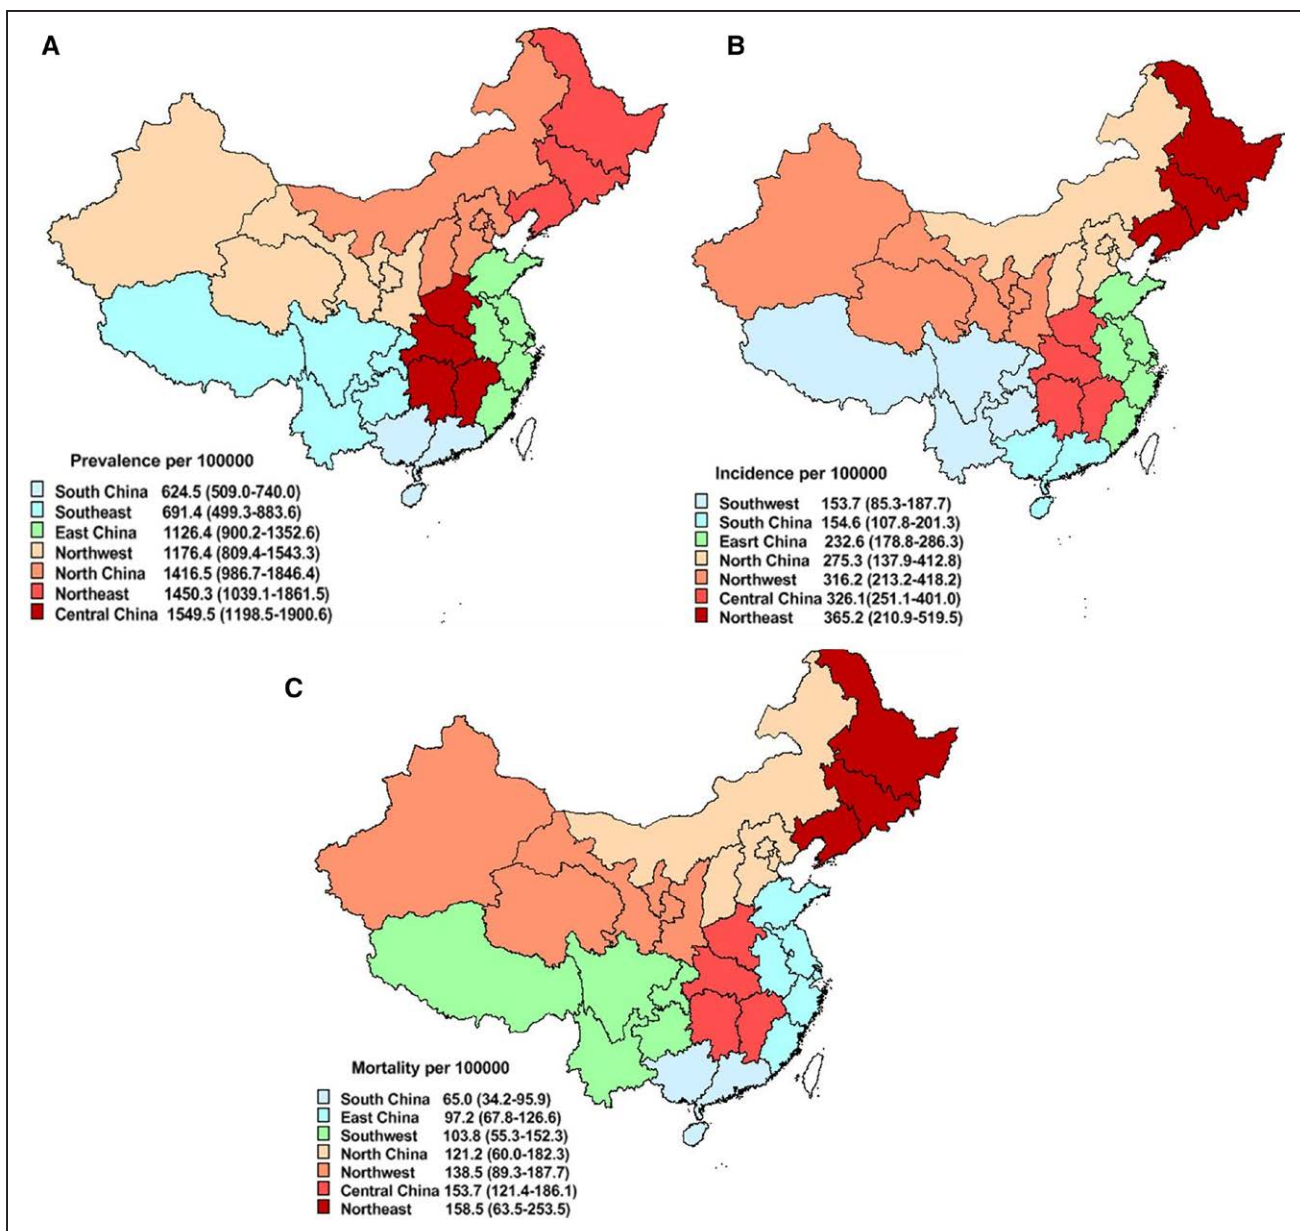 A
B
Prevalence per 100000
South China 624.5 (509.0-740.0)
Southeast 691.4 (499.3-883.6)
East China 1126.4 (900.2-1352.6)
Northwest 1176.4 (809.4-1543.3)
North China 1416.5 (986.7-1846.4)
Northeast 1450.3 (1039.1-1861.5)
Central China 1549.5 (1198.5-1900.6)
Incidence per 100000
Southwest 153.7 (85.3-187.7)
South China 154.6 (107.8-201.3)
Easrt China 232.6 (178.8-286.3)
North China 275.3 (137.9-412.8)
Northwest 316.2 (213.2-418.2)
Central China 326.1(251.1-401.0)
Northeast 365.2 (210.9-519.5)
C
Mortality per 100000
South China 65.0 (34.2-95.9)
East China 97.2 (67.8-126.6)
Southwest 103.8 (55.3-152.3)
North China 121.2 (60.0-182.3)
Northwest 138.5 (89.3-187.7)
Central China 153.7 (121.4-186.1)
Northeast 158.5 (63.5-253.5)